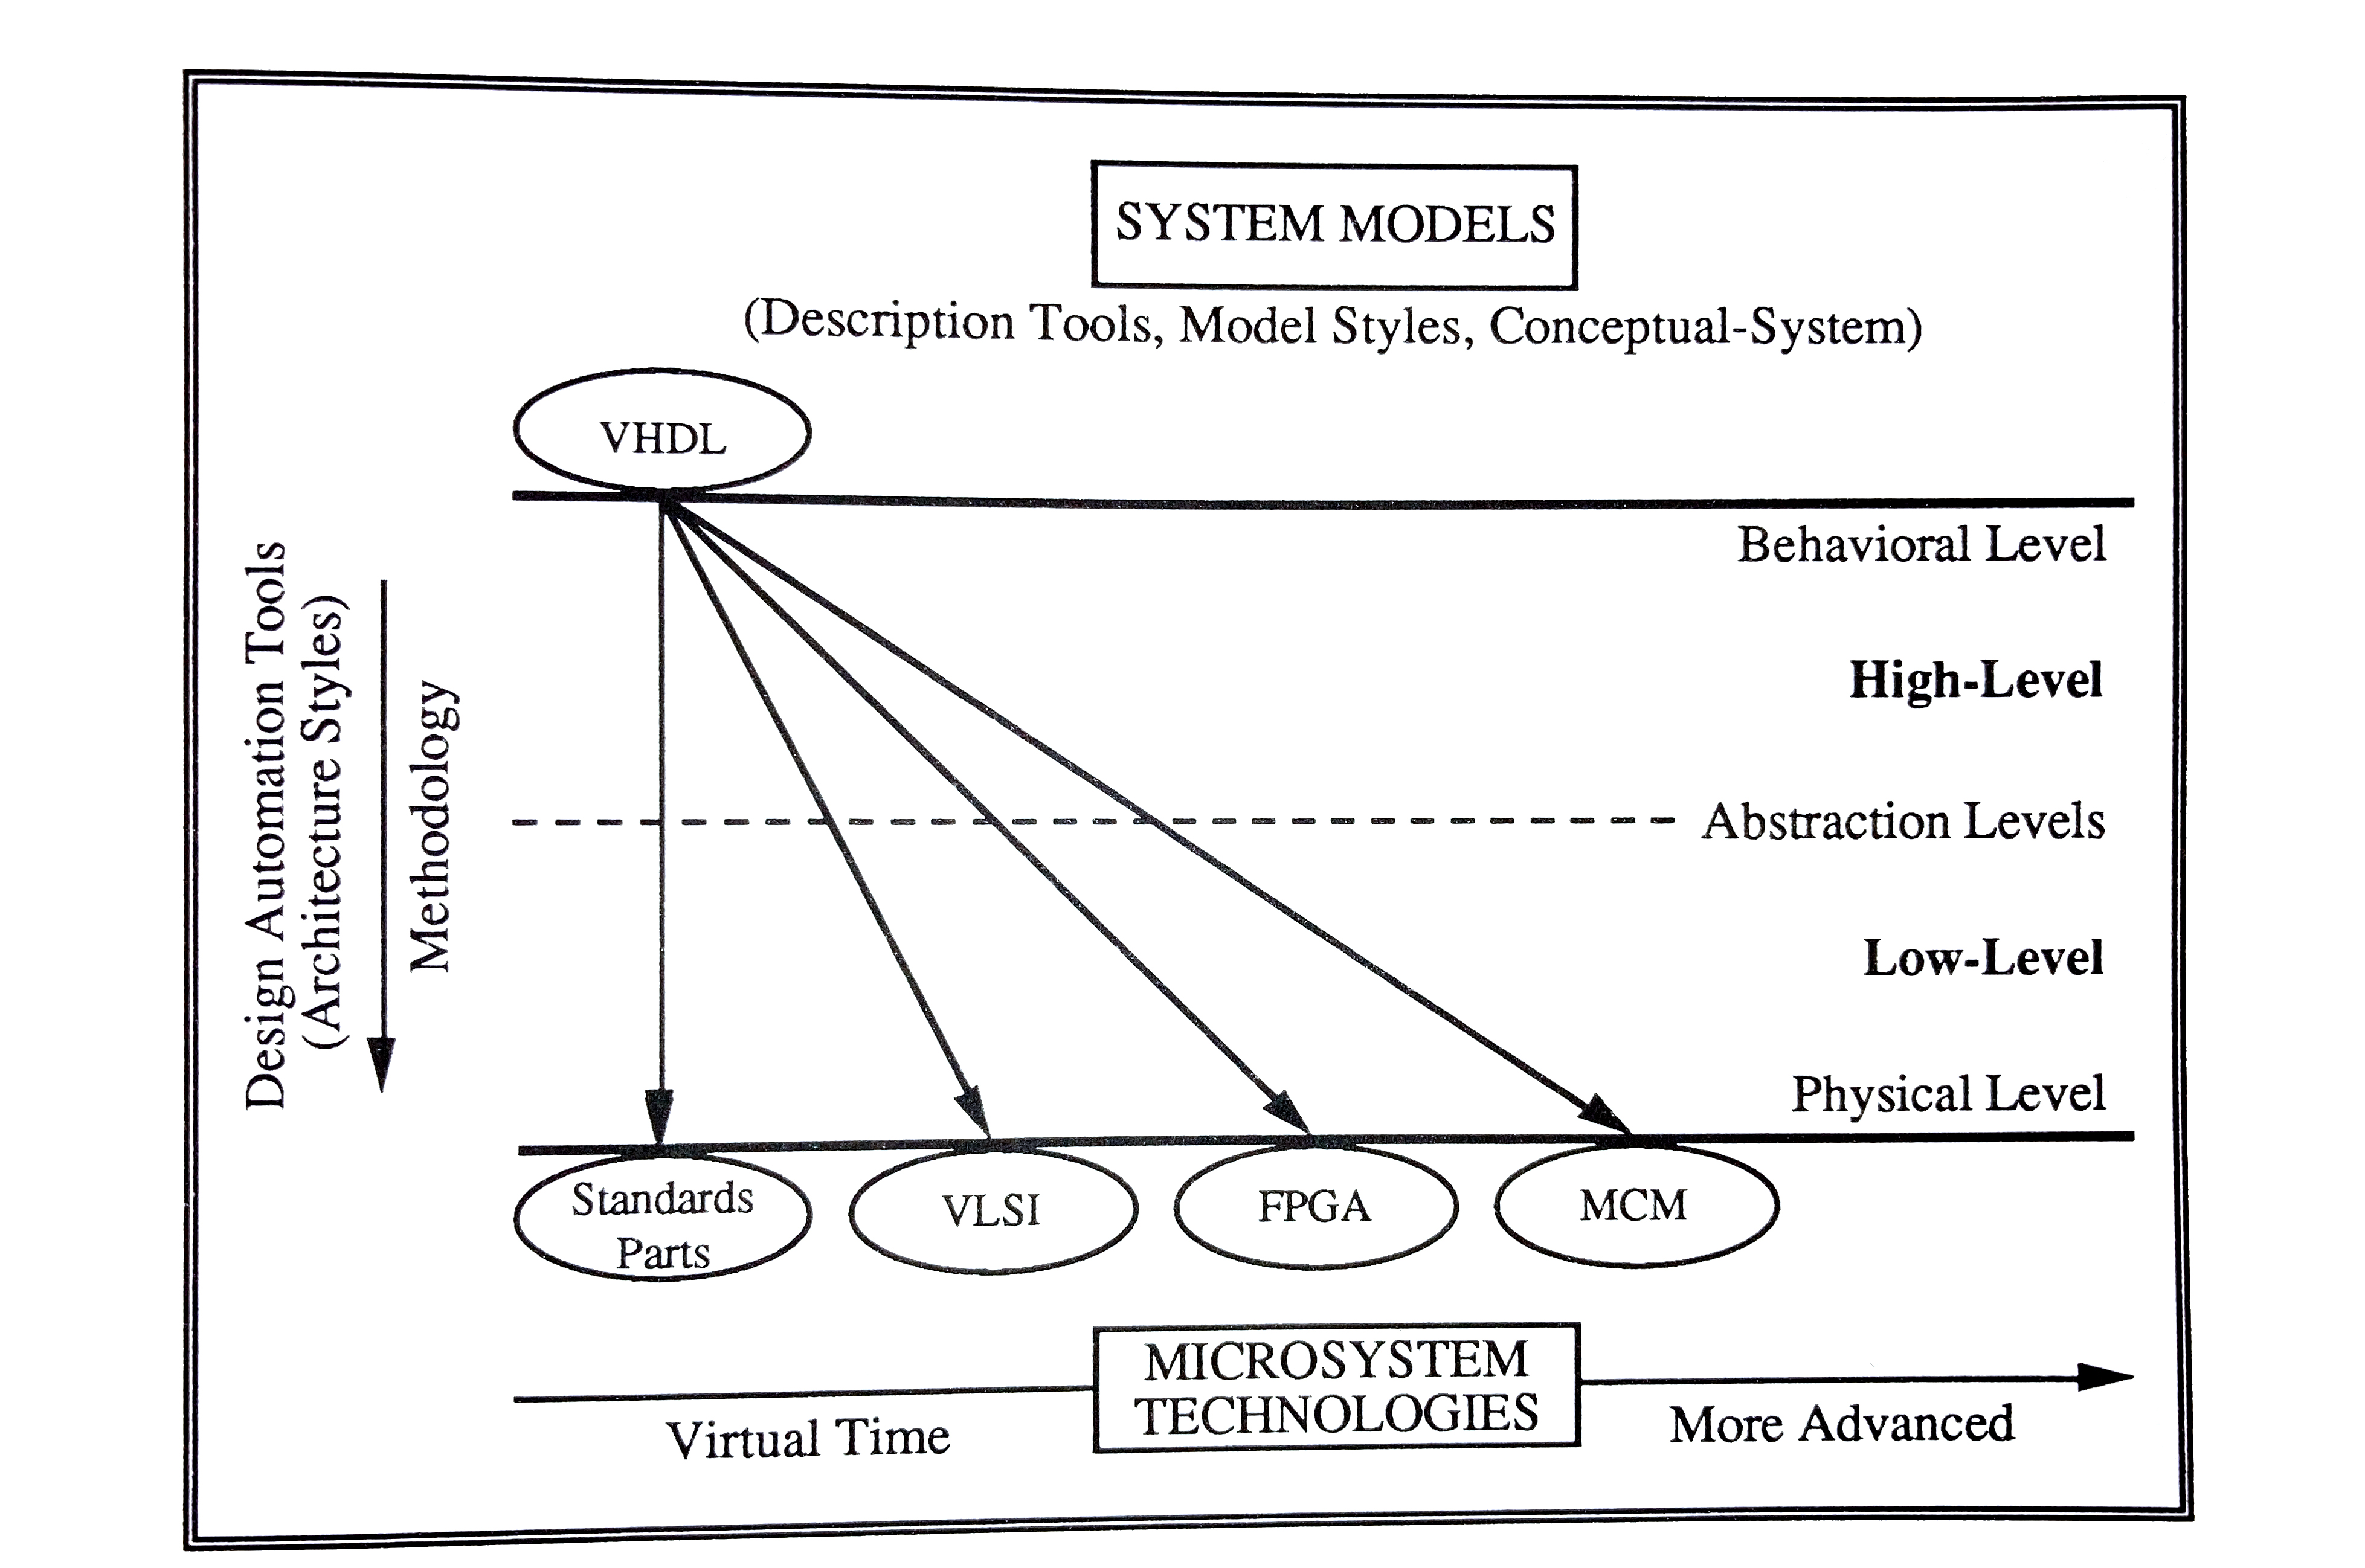 SYSTEM MODELS
(Description Tools, Model Styles, Conceptual-System)
VHDL
Behavioral Level
High-Level
Abstraction Levels
Low-Level
Physical Level
Design Automation Tools
(Architecture Styles)
Methodology
Standards
Parts
VLSI
FPGA
MCM
MICROSYSTEM
TECHNOLOGIES
Virtual Time
More Advanced